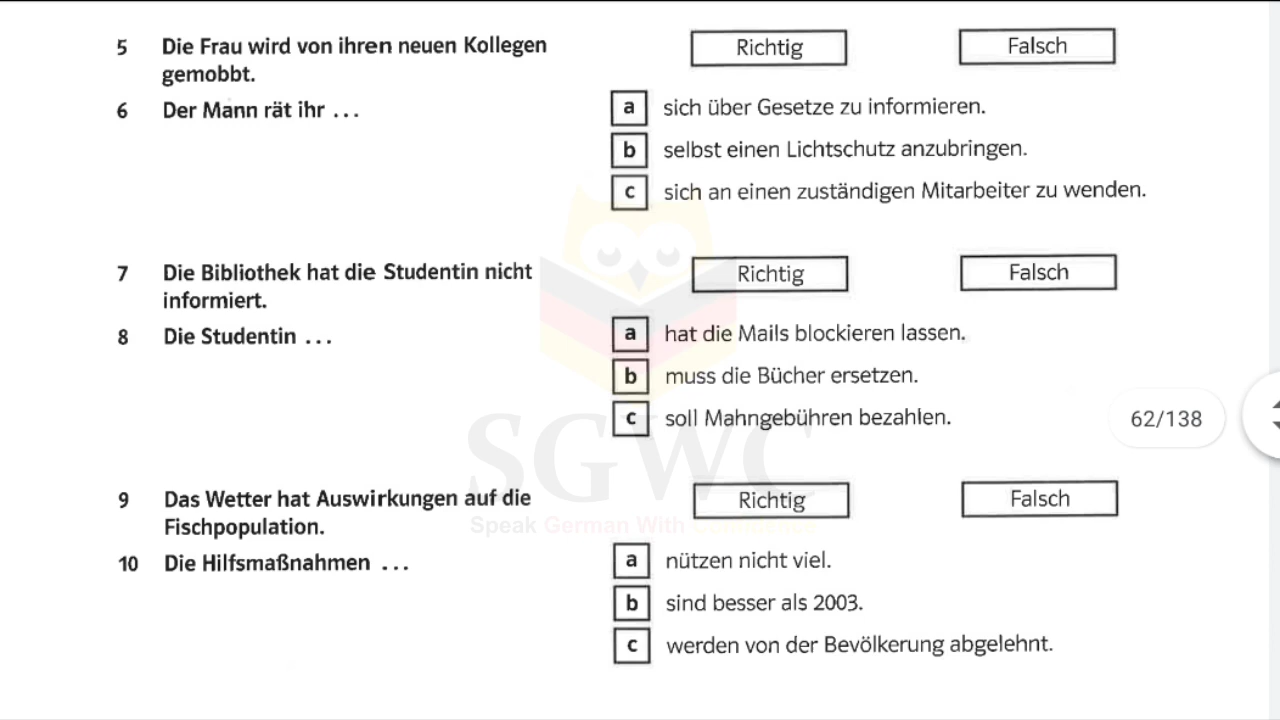 5 Die Frau wird von ihren neuen Kollegen Richtig Falsch
gemobbt.
6 Der Mann rät ihr ... a sich über Gesetze zu informieren.
b selbst einen Lichtschutz anzubringen.
c sich an einen zuständigen Mitarbeiter zu wenden.
7 Die Bibliothek hat die Studentin nicht Richtig Falsch
informiert.
8 Die Studentin ... a hat die Mails blockieren lassen.
b muss die Bücher ersetzen.
c soll Mahngebühren bezahlen.
62/138
SGWC
Speak German With
9 Das Wetter hat Auswirkungen auf die Richtig Falsch
Fischpopulation.
10 Die Hilfsmaßnahmen ... a nützen nicht viel.
b sind besser als 2003.
c werden von der Bevölkerung abgelehnt.